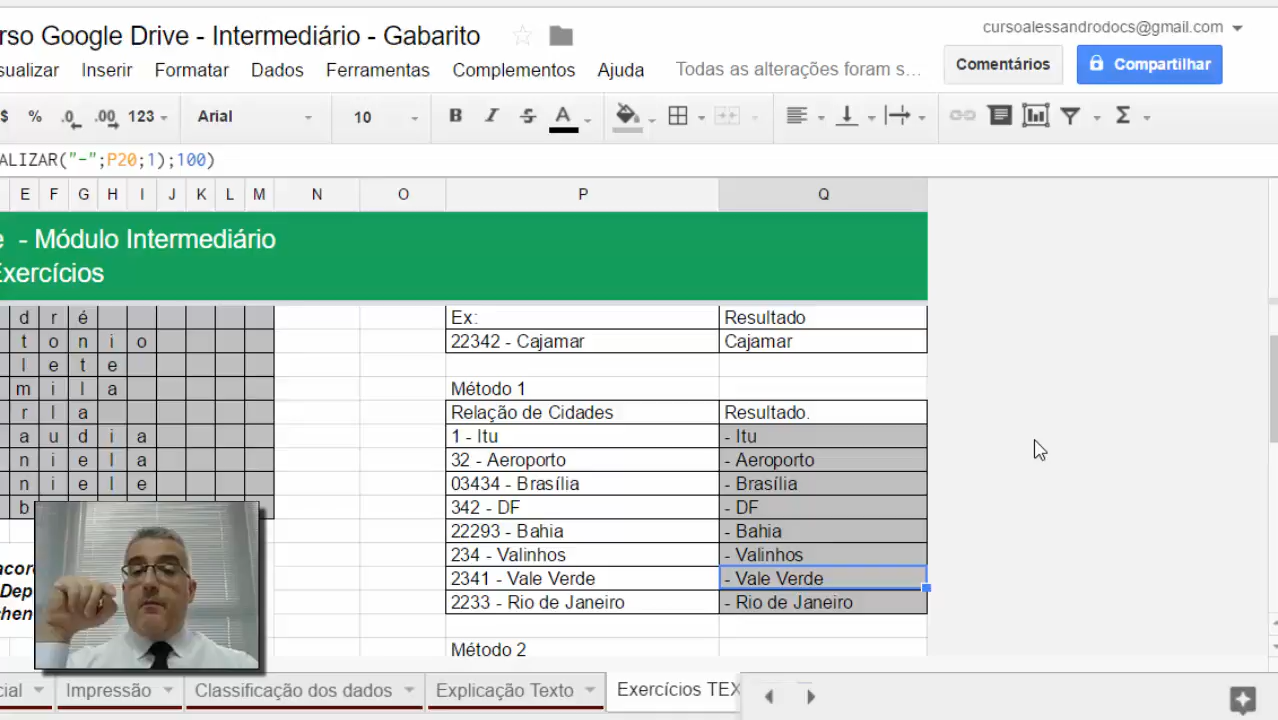 rso Google Drive - Intermediário - Gabarito
cursoalessandrodocs@gmail.com
sualizar Inserir Formatar Dados Ferramentas Complementos Ajuda Todas as alterações foram s... Comentários Compartilhar
$ % .0 .00 123 Arial 10 B I S A Σ
ALIZAR("-";P20;1);100)
E F G H I J K L M N O P Q
e - Módulo Intermediário
Exercícios
d r é Ex: Resultado
t o n i o 22342 - Cajamar Cajamar
l e t e
m i l a Método 1
r l a Relação de Cidades Resultado.
a u d i a 1 - Itu - Itu
n i e l a 32 - Aeroporto - Aeroporto
n i e l e 03434 - Brasília - Brasília
b 342 - DF - DF
22293 - Bahia - Bahia
234 - Valinhos - Valinhos
acor
2341 - Vale Verde - Vale Verde
Dep
2233 - Rio de Janeiro - Rio de Janeiro
hen
Método 2
cial Impressão Classificação dos dados Explicação Texto Exercícios TEX